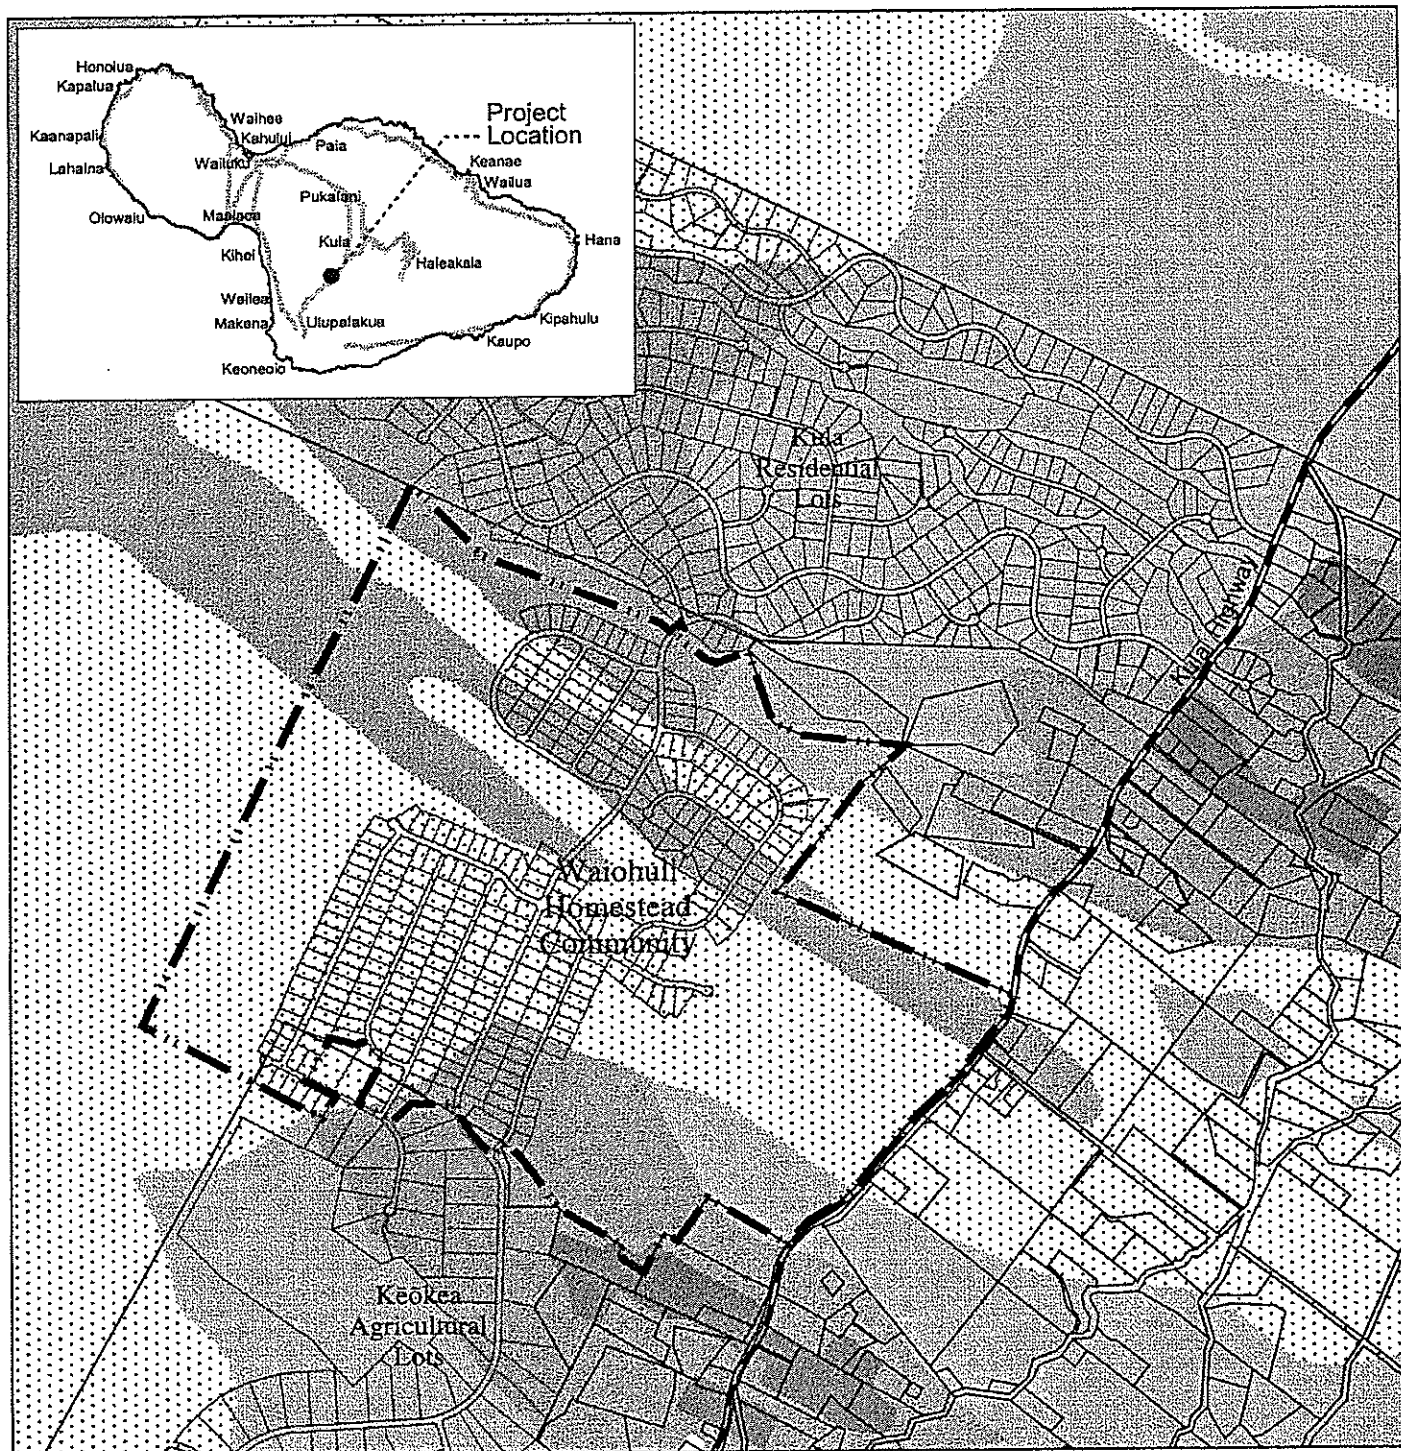 Honolua
Kapalua
Kaanapali
Lahaina
Olowalu
Waihee
Kahului
Wailuku
Maalaea
Kihei
Wailea
Makena
Keoneoio
Paia
Pukalani
Kula
Haleakala
Ulupalakua
Project
Location
Keanae
Wailua
Hana
Kipahulu
Kaupo
Kula
Residential
Lots
Kula Highway
Waiohuli
Homestead
Community
Kēokea
Agricultural
Lots